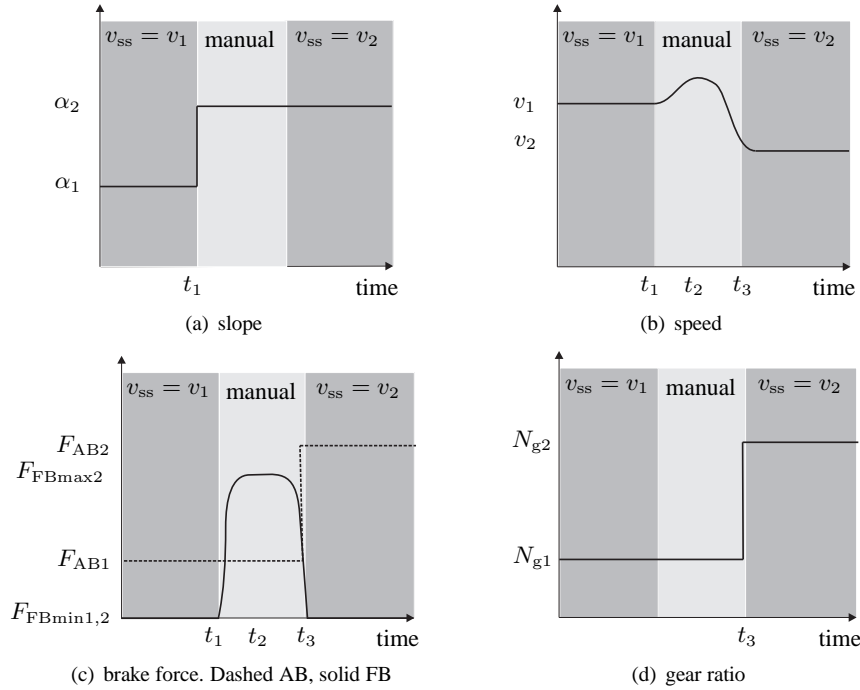 v_ss = v_1 manual v_ss = v_2
α_2
α_1
t_1
time
(a) slope
v_ss = v_1 manual v_ss = v_2
v_1
v_2
t_1 t_2 t_3
time
(b) speed
v_ss = v_1 manual v_ss = v_2
F_AB2
F_FBmax2
F_AB1
F_FBmin1,2
t_1 t_2 t_3
time
(c) brake force. Dashed AB, solid FB
v_ss = v_1 manual v_ss = v_2
N_g2
N_g1
t_3
time
(d) gear ratio